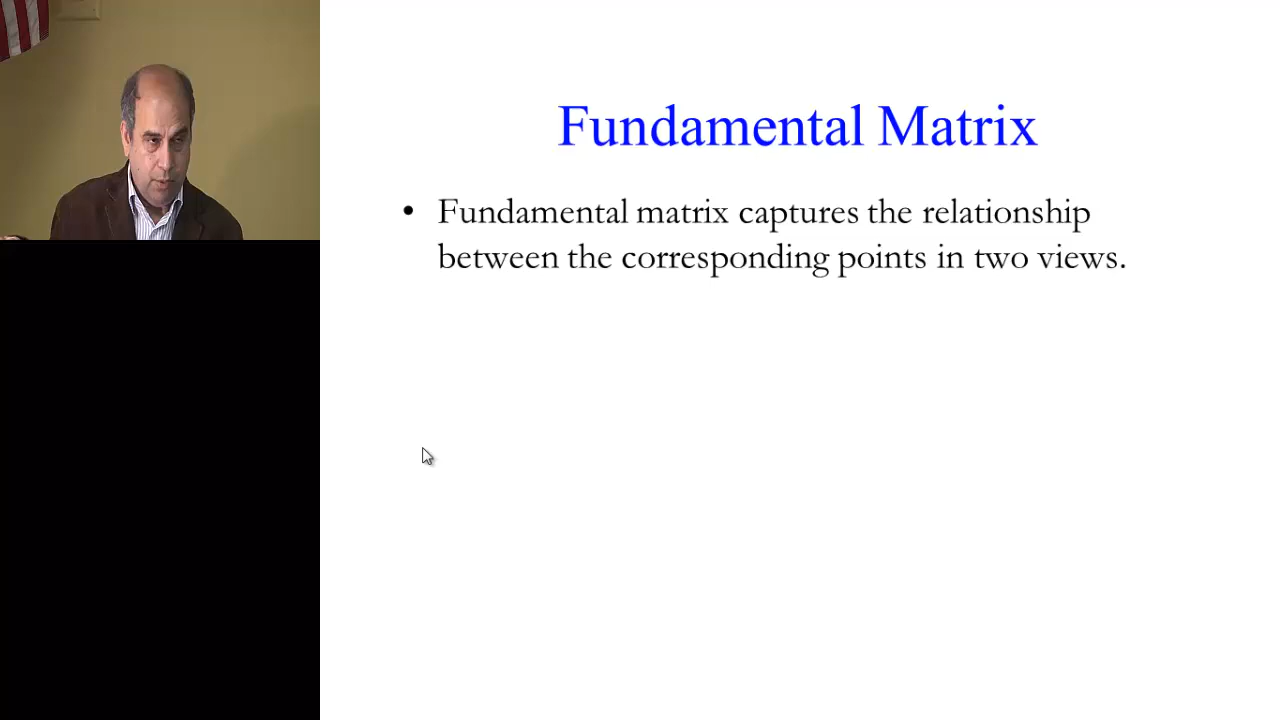 Fundamental Matrix
• Fundamental matrix captures the relationship
between the corresponding points in two views.